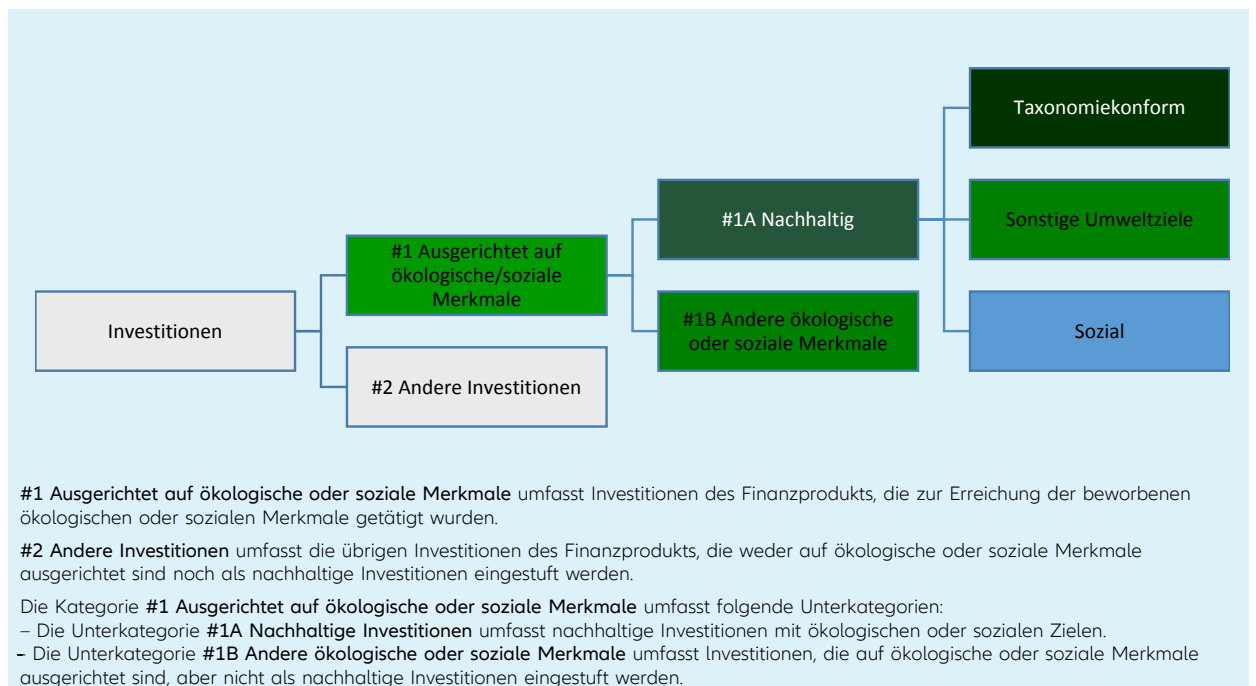 Taxonomiekonform
#1A Nachhaltig
Sonstige Umweltziele
#1 Ausgerichtet auf
ökologische/soziale
Merkmale
Investitionen
#1B Andere ökologische
oder soziale Merkmale
Sozial
#2 Andere Investitionen
#1 Ausgerichtet auf ökologische oder soziale Merkmale umfasst Investitionen des Finanzprodukts, die zur Erreichung der beworbenen
ökologischen oder sozialen Merkmale getätigt wurden.
#2 Andere Investitionen umfasst die übrigen Investitionen des Finanzprodukts, die weder auf ökologische oder soziale Merkmale
ausgerichtet sind noch als nachhaltige Investitionen eingestuft werden.
Die Kategorie #1 Ausgerichtet auf ökologische oder soziale Merkmale umfasst folgende Unterkategorien:
– Die Unterkategorie #1A Nachhaltige Investitionen umfasst nachhaltige Investitionen mit ökologischen oder sozialen Zielen.
– Die Unterkategorie #1B Andere ökologische oder soziale Merkmale umfasst Investitionen, die auf ökologische oder soziale Merkmale
ausgerichtet sind, aber nicht als nachhaltige Investitionen eingestuft werden.